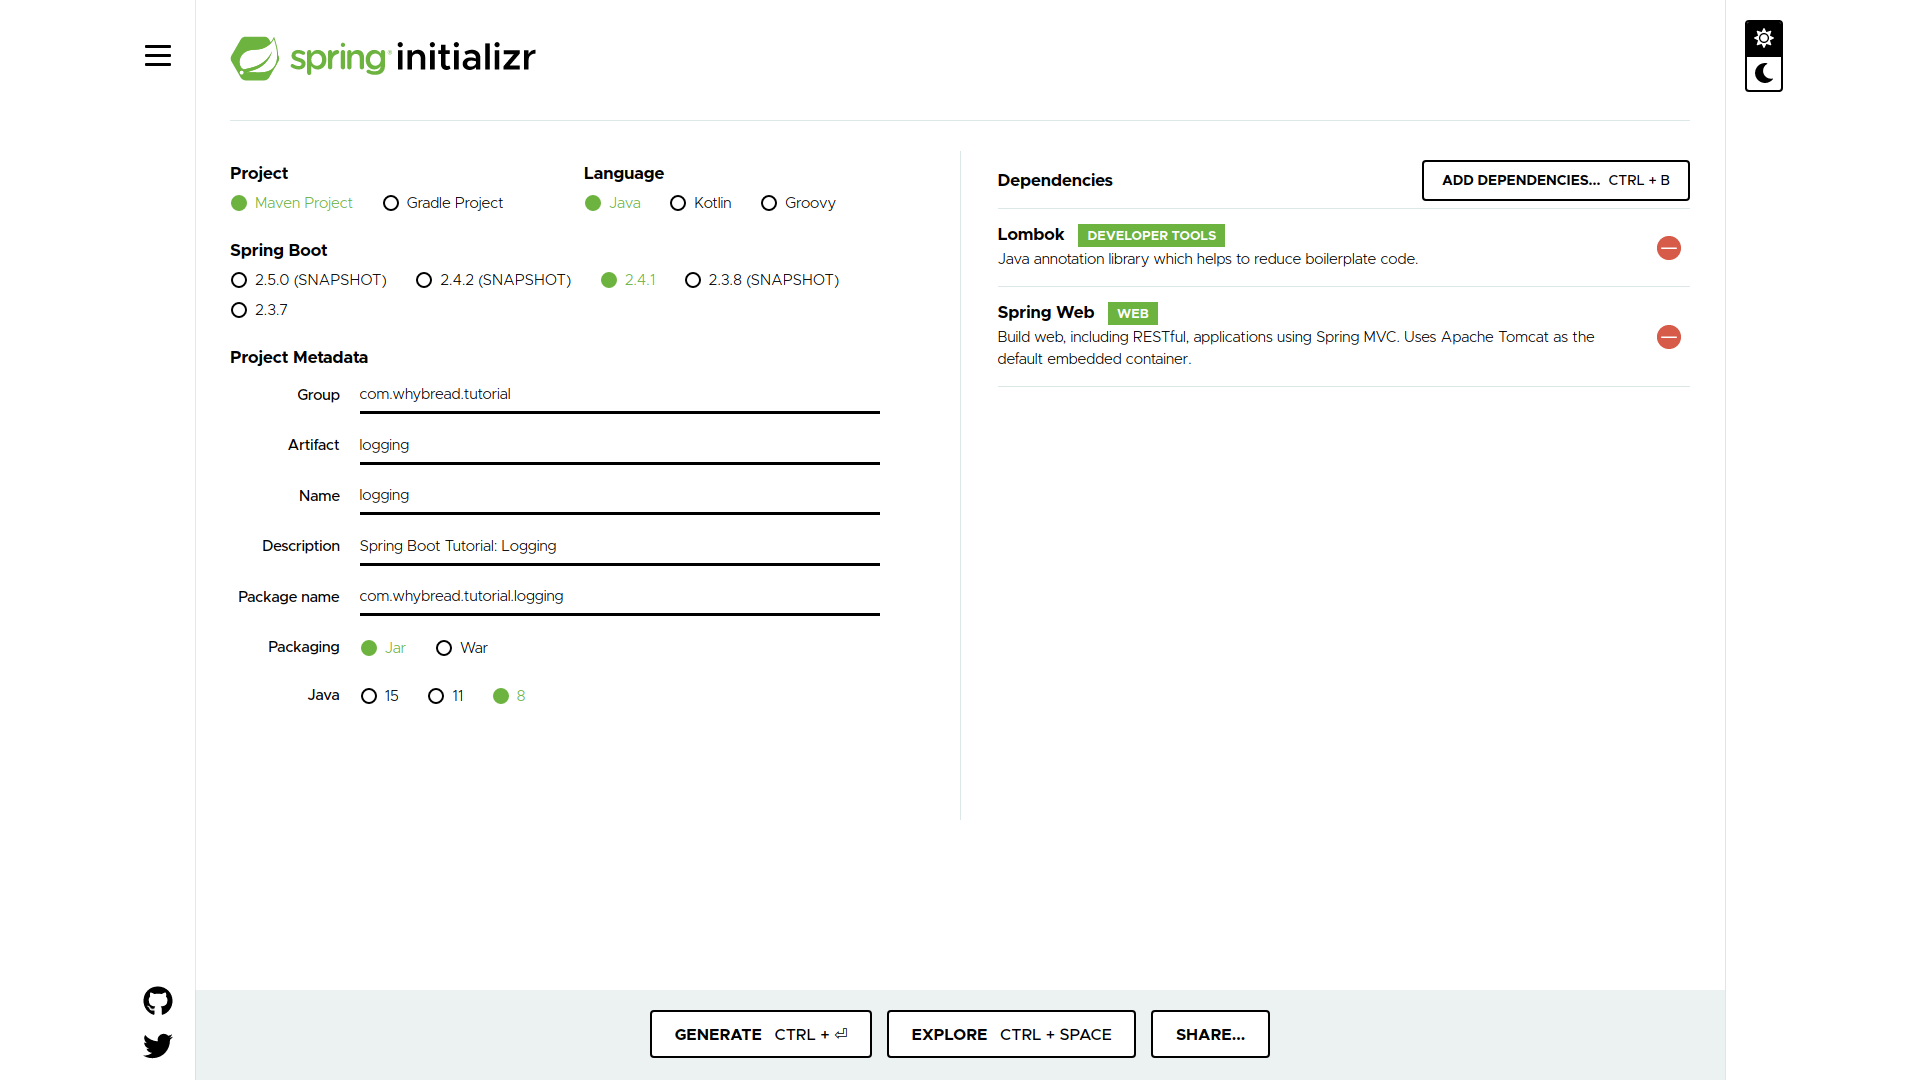 spring initializr
Project
Maven Project Gradle Project
Language
Java Kotlin Groovy
Spring Boot
2.5.0 (SNAPSHOT) 2.4.2 (SNAPSHOT) 2.4.1 2.3.8 (SNAPSHOT)
2.3.7
Project Metadata
Group com.whybread.tutorial
Artifact logging
Name logging
Description Spring Boot Tutorial: Logging
Package name com.whybread.tutorial.logging
Packaging Jar War
Java 15 11 8
Dependencies ADD DEPENDENCIES... CTRL + B
Lombok DEVELOPER TOOLS
Java annotation library which helps to reduce boilerplate code.
Spring Web WEB
Build web, including RESTful, applications using Spring MVC. Uses Apache Tomcat as the
default embedded container.
GENERATE CTRL + ⏎ EXPLORE CTRL + SPACE SHARE...